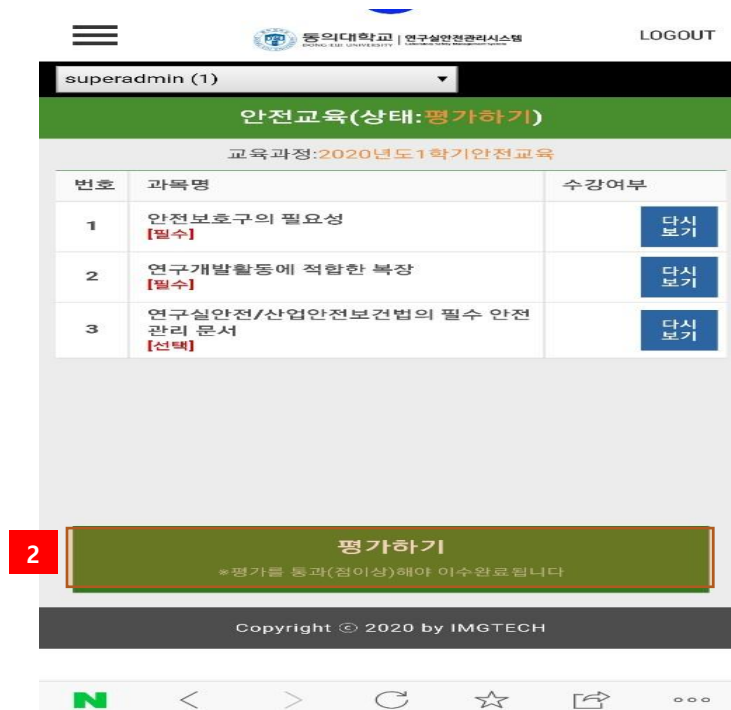 동의대학교 | 연구실안전관리시스템
DONG-EUI UNIVERSITY
LOGOUT
superadmin (1)
안전교육(상태:평가하기)
교육과정:2020년도1학기안전교육
번호 과목명 수강여부
1 안전보호구의 필요성
[필수]
다시
보기
2 연구개발활동에 적합한 복장
[필수]
다시
보기
3 연구실안전/산업안전보건법의 필수 안전
관리 문서
[선택]
다시
보기
2
평가하기
※평가를 통과(점이상)해야 이수완료됩니다
Copyright ⓒ 2020 by IMGTECH
N